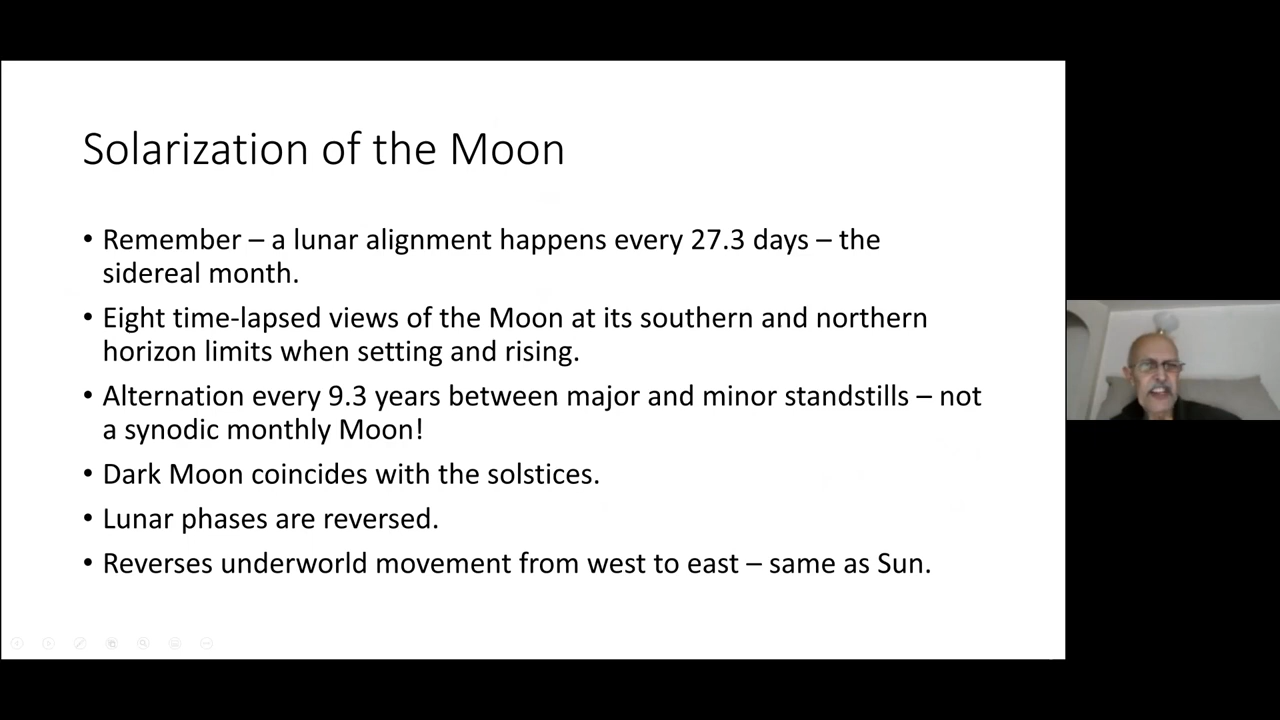 Solarization of the Moon
• Remember – a lunar alignment happens every 27.3 days – the
sidereal month.
• Eight time-lapsed views of the Moon at its southern and northern
horizon limits when setting and rising.
• Alternation every 9.3 years between major and minor standstills – not
a synodic monthly Moon!
• Dark Moon coincides with the solstices.
• Lunar phases are reversed.
• Reverses underworld movement from west to east – same as Sun.